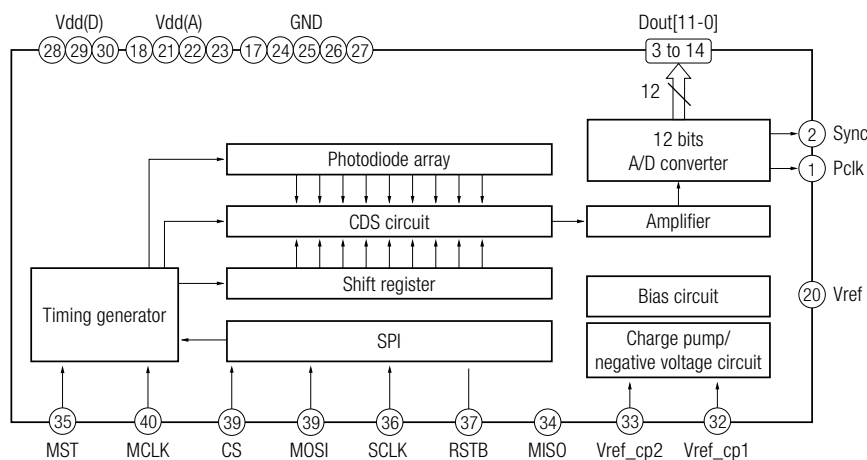 Vdd(D) Vdd(A) GND Dout[11-0]
28 29 30 18 21 22 23 17 24 25 26 27 3 to 14
12
12 bits
A/D converter
2 Sync
1 Pclk
Photodiode array
CDS circuit
Amplifier
Shift register
Timing generator
Bias circuit
20 Vref
SPI
Charge pump/
negative voltage circuit
35 40 39 39 36 37 34 33 32
MST MCLK CS MOSI SCLK RSTB MISO Vref_cp2 Vref_cp1